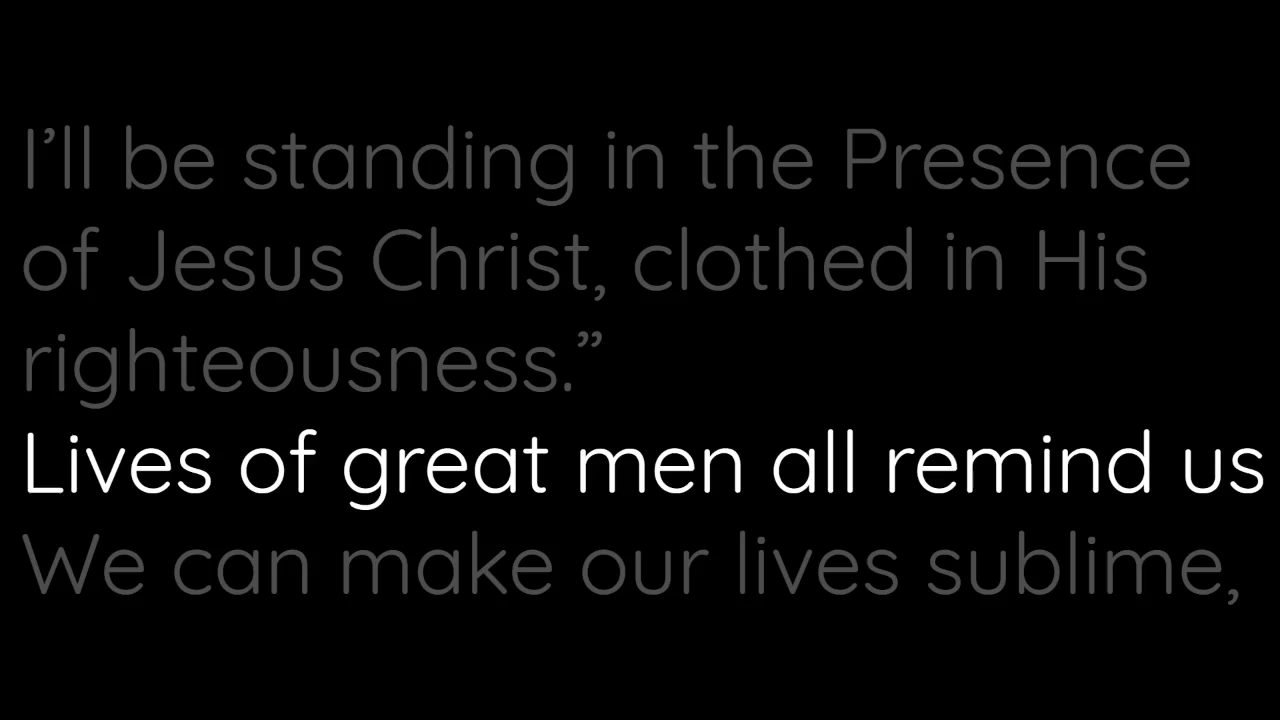 I’ll be standing in the Presence
of Jesus Christ, clothed in His
righteousness.”
Lives of great men all remind us
We can make our lives sublime,